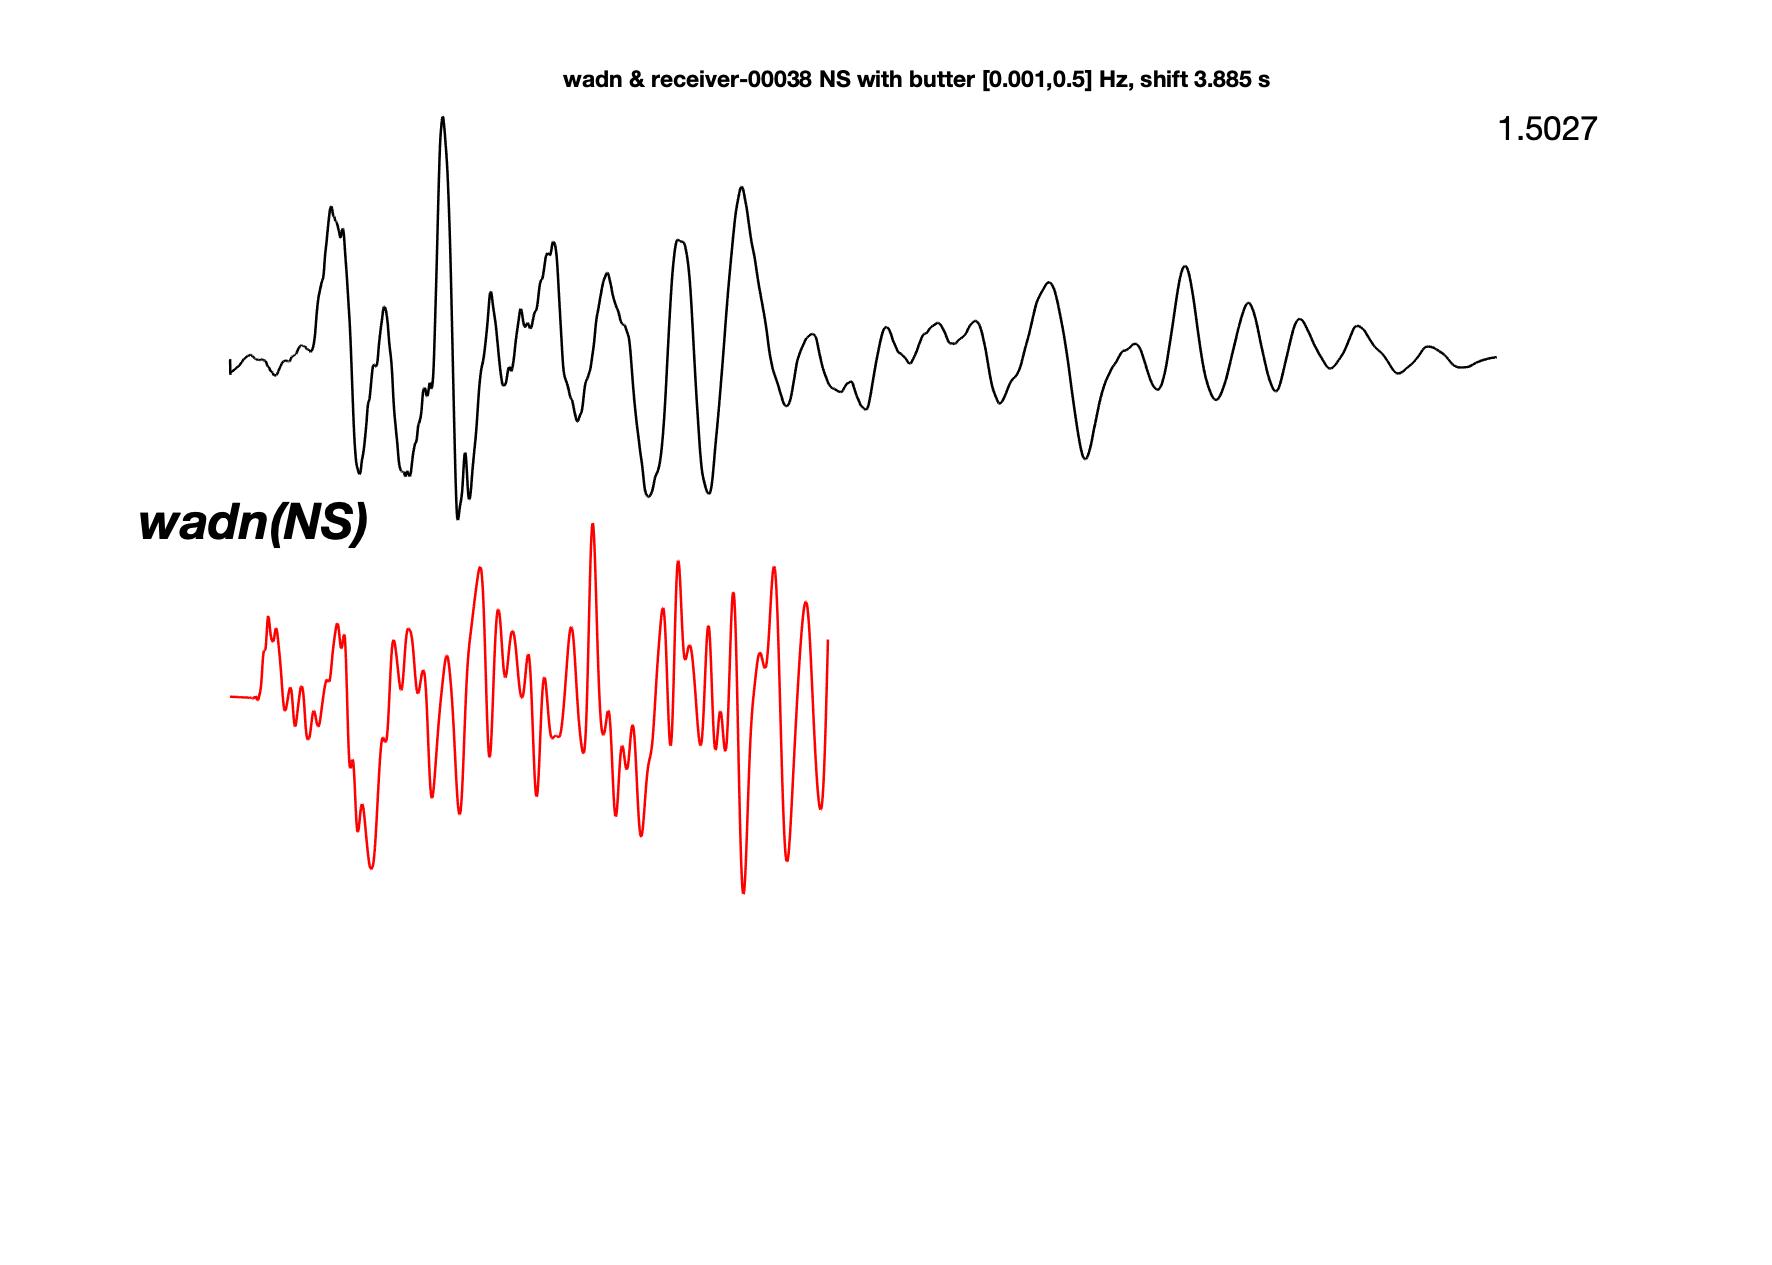 wadn & receiver-00038 NS with butter [0.001,0.5] Hz, shift 3.885 s
1.5027
wadn(NS)